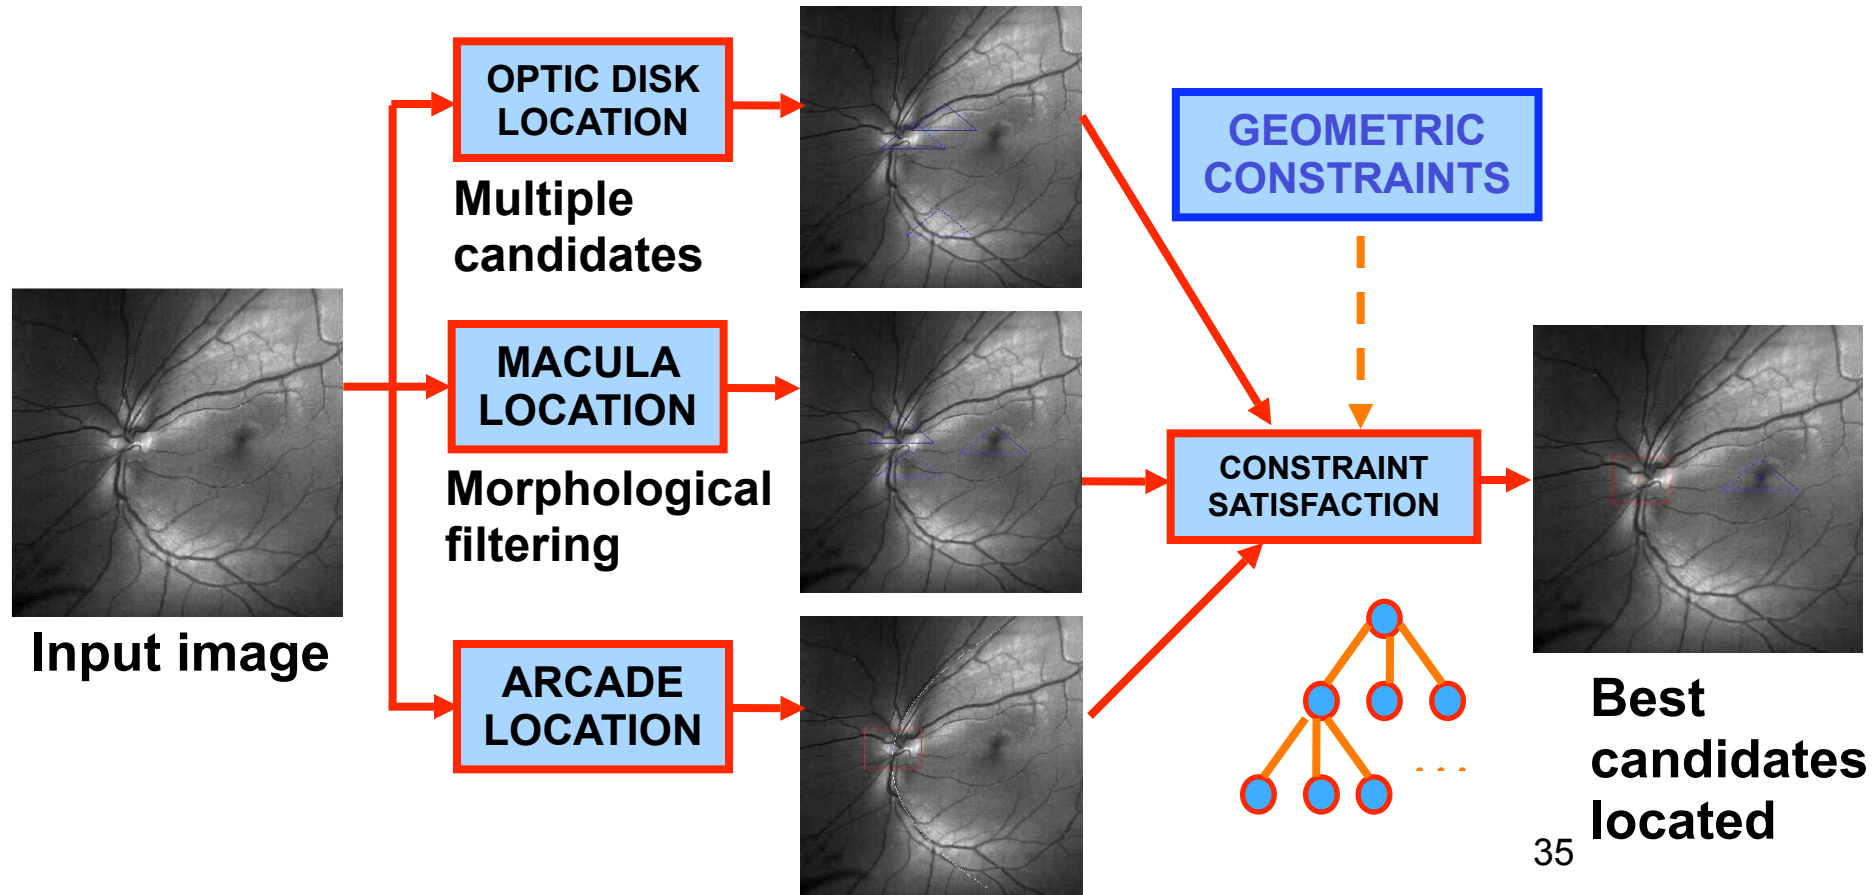 OPTIC DISK
LOCATION
Multiple
candidates
GEOMETRIC
CONSTRAINTS
MACULA
LOCATION
Morphological
filtering
CONSTRAINT
SATISFACTION
Input image
ARCADE
LOCATION
. . .
Best
candidates
located
35